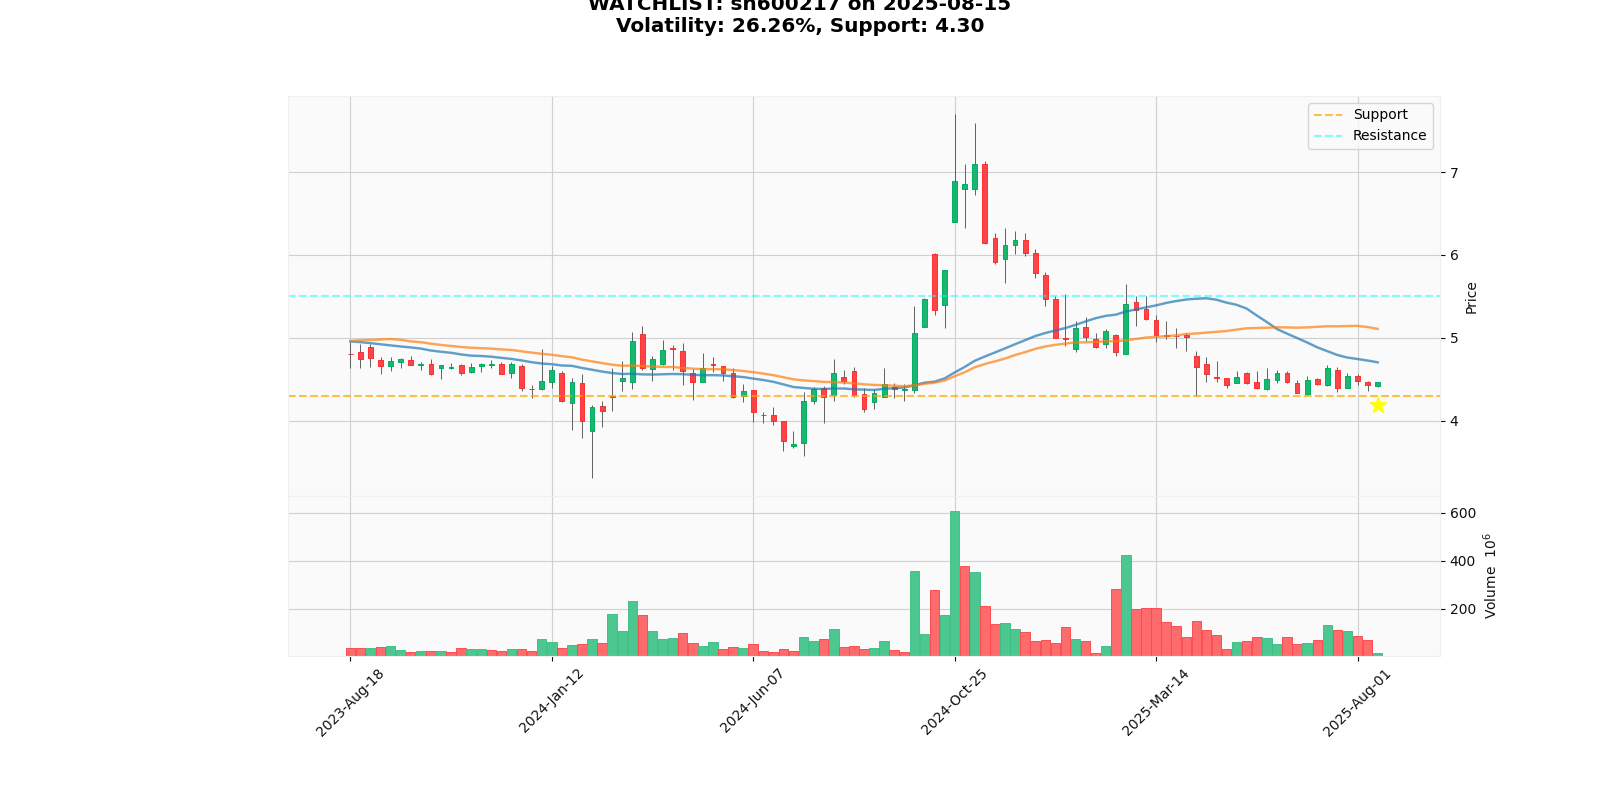 WATCHLIST: sh600217 on 2025-08-15
Volatility: 26.26%, Support: 4.30
Support
Resistance
7
6
5
4
Price
600
400
200
Volume 10^6
2023-Aug-18
2024-Jan-12
2024-Jun-07
2024-Oct-25
2025-Mar-14
2025-Aug-01